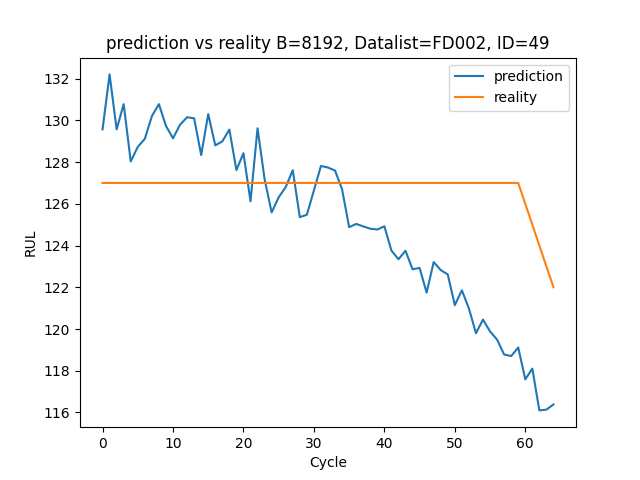 prediction vs reality B=8192, Datalist=FD002, ID=49
prediction
reality
RUL
132
130
128
126
124
122
120
118
116
0 10 20 30 40 50 60
Cycle